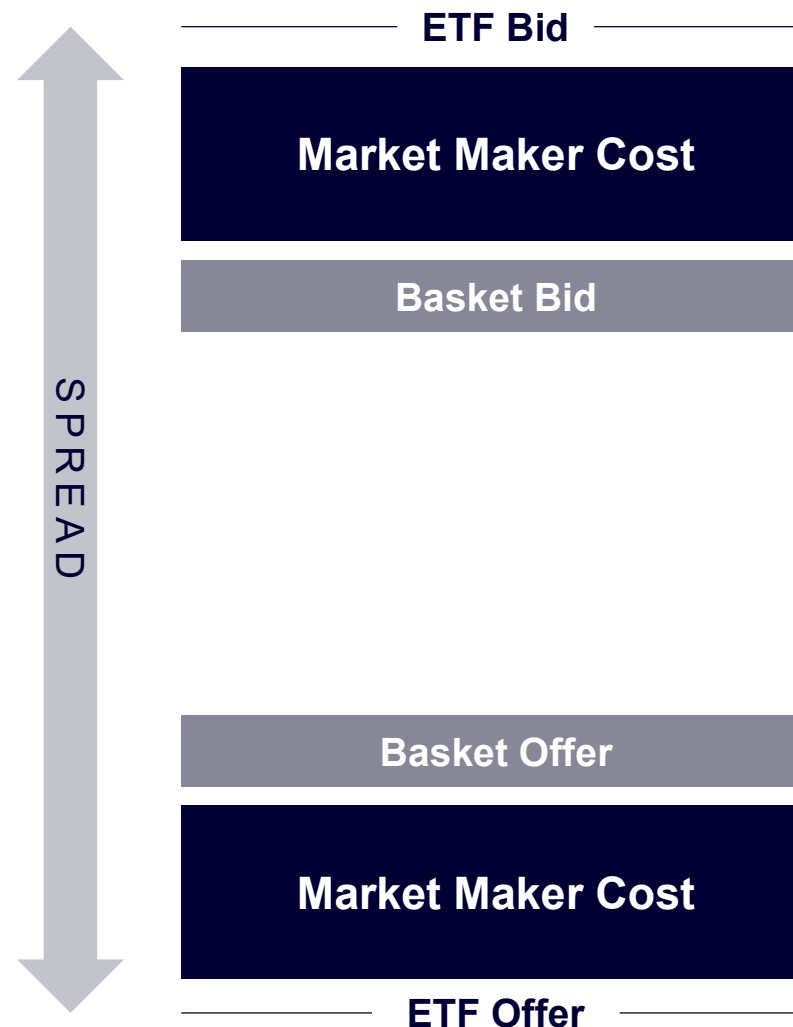 ETF Bid
Market Maker Cost
Basket Bid
SPREAD
Basket Offer
Market Maker Cost
ETF Offer